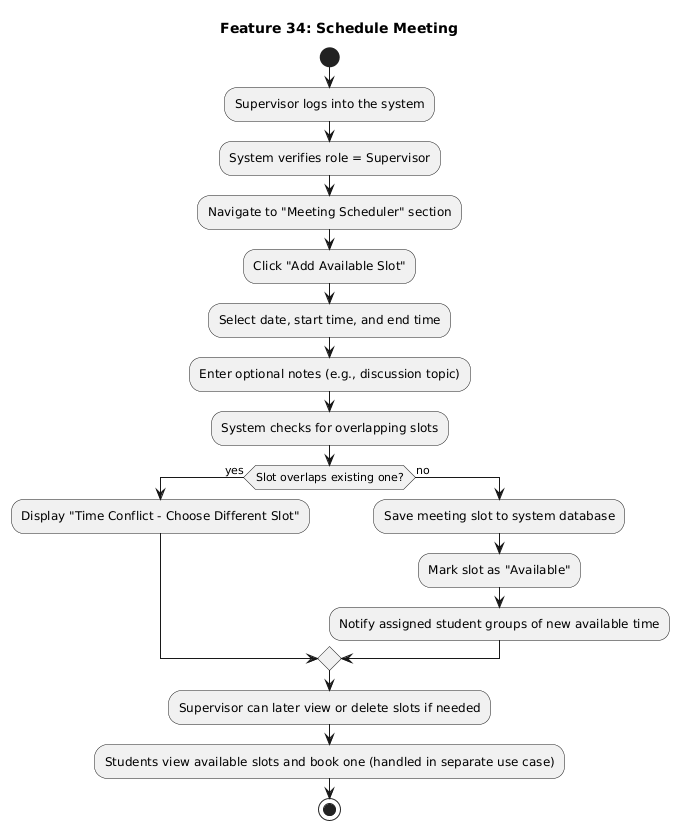 Feature 34: Schedule Meeting
Supervisor logs into the system
System verifies role = Supervisor
Navigate to "Meeting Scheduler" section
Click "Add Available Slot"
Select date, start time, and end time
Enter optional notes (e.g., discussion topic)
System checks for overlapping slots
yes
Slot overlaps existing one?
no
Display "Time Conflict - Choose Different Slot"
Save meeting slot to system database
Mark slot as "Available"
Notify assigned student groups of new available time
Supervisor can later view or delete slots if needed
Students view available slots and book one (handled in separate use case)